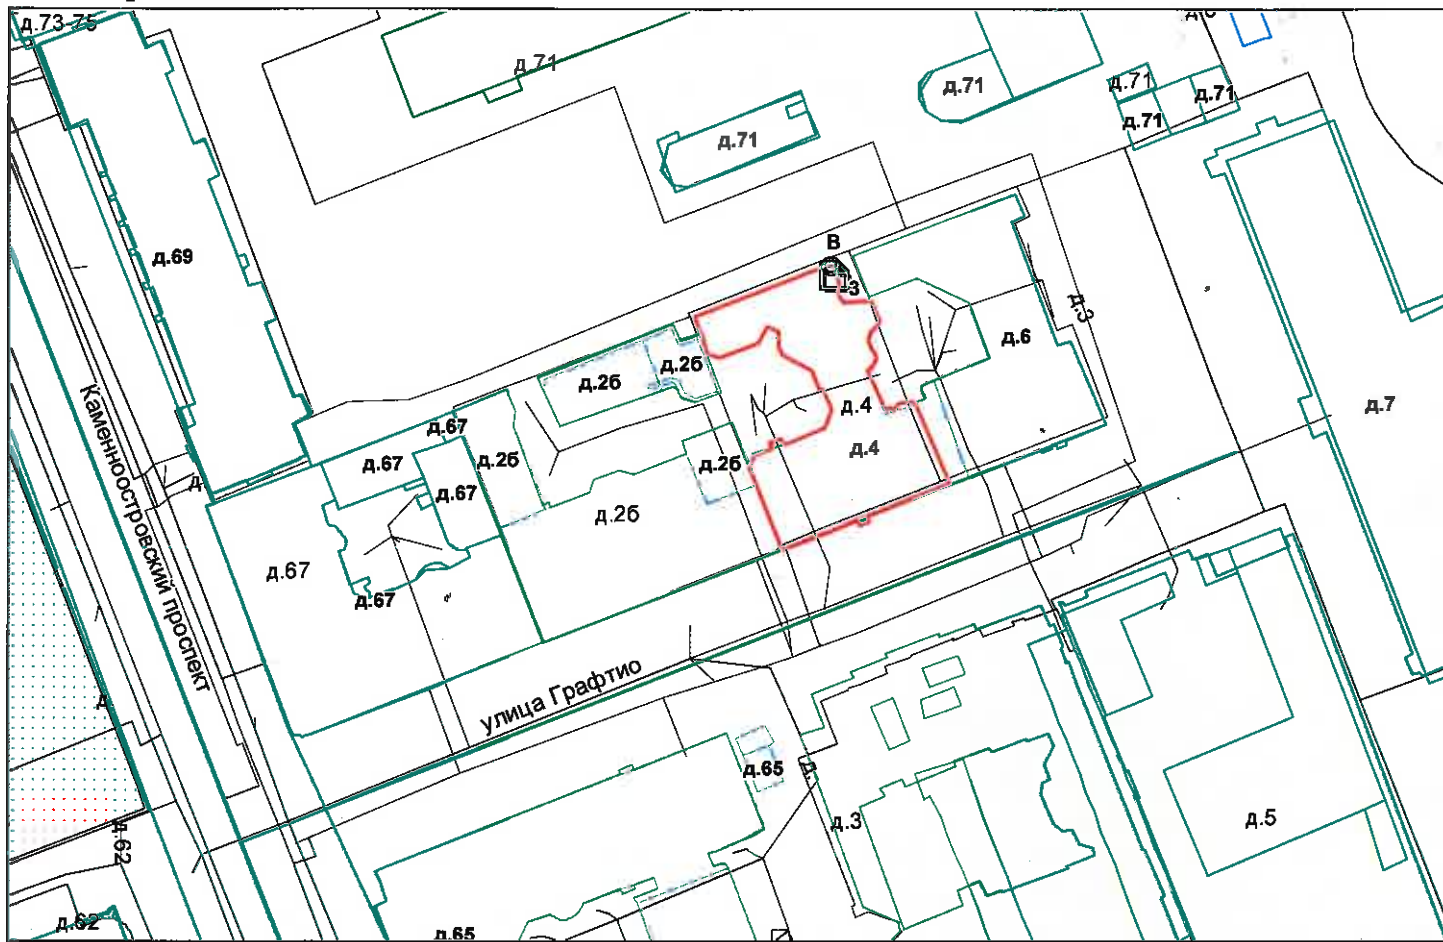 д.73-75
д.71
д.71
д.71
д.71
д.71
д.71
д.69
В
3
д.3
д.6
д.2б
д.2б
д.4
д.4
д.7
Каменноостровский проспект
д.67
д.67
д.2б
д.2б
д.67
д.2б
д.67
д.67
улица Графтио
д.65
д.3
д.5
д.62
д.62
д.65